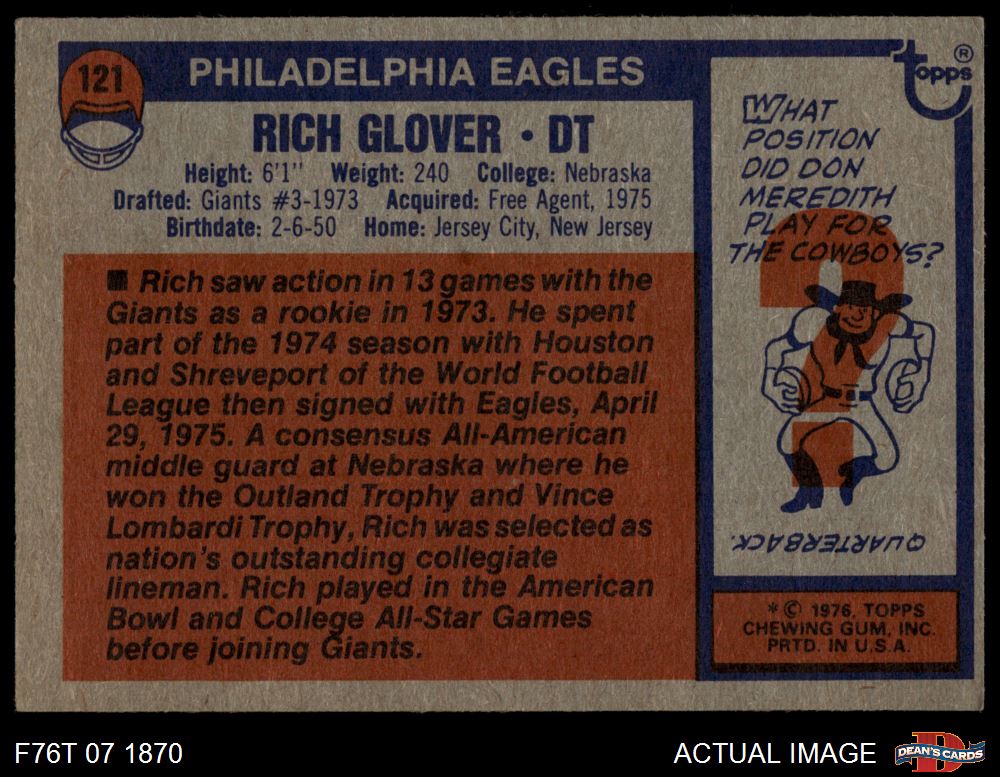 121
PHILADELPHIA EAGLES
RICH GLOVER • DT
Height: 6'1" Weight: 240 College: Nebraska
Drafted: Giants #3-1973 Acquired: Free Agent, 1975
Birthdate: 2-6-50 Home: Jersey City, New Jersey
■ Rich saw action in 13 games with the
Giants as a rookie in 1973. He spent
part of the 1974 season with Houston
and Shreveport of the World Football
League then signed with Eagles, April
29, 1975. A consensus All-American
middle guard at Nebraska where he
won the Outland Trophy and Vince
Lombardi Trophy, Rich was selected as
nation's outstanding collegiate
lineman. Rich played in the American
Bowl and College All-Star Games
before joining Giants.
topps®
WHAT
POSITION
DID DON
MEREDITH
PLAY FOR
THE COWBOYS?
?
QUARTERBACK.
* © 1976, TOPPS
CHEWING GUM, INC.
PRTD. IN U.S.A.
F76T 07 1870
ACTUAL IMAGE
D
DEAN'S CARDS